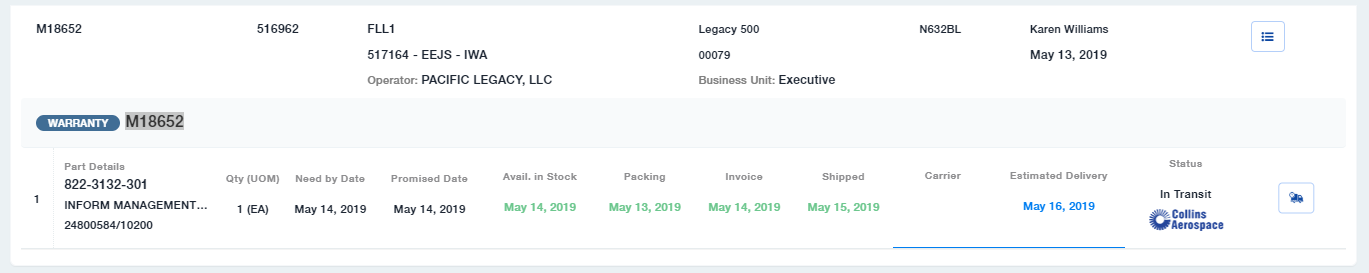 M18652 516962 FLL1 Legacy 500 N632BL Karen Williams
517164 - EEJS - IWA 00079 May 13, 2019
Operator: PACIFIC LEGACY, LLC Business Unit: Executive
WARRANTY M18652
Part Details Status
Qty (UOM) Need by Date Promised Date Avail. in Stock Packing Invoice Shipped Carrier Estimated Delivery
822-3132-301
1 INFORM MANAGEMENT... 1 (EA) May 14, 2019 May 14, 2019 May 14, 2019 May 13, 2019 May 14, 2019 May 15, 2019 May 16, 2019 In Transit
24800584/10200 Collins
Aerospace